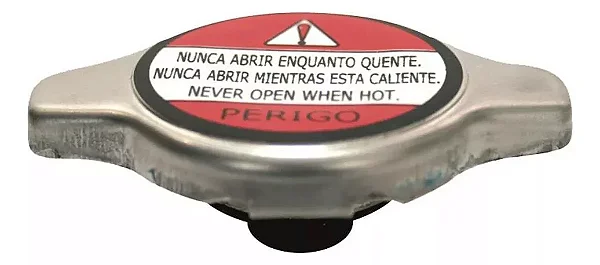 NUNCA ABRIR ENQUANTO QUENTE.
NUNCA ABRIR MIENTRAS ESTA CALIENTE.
NEVER OPEN WHEN HOT.
PERIGO